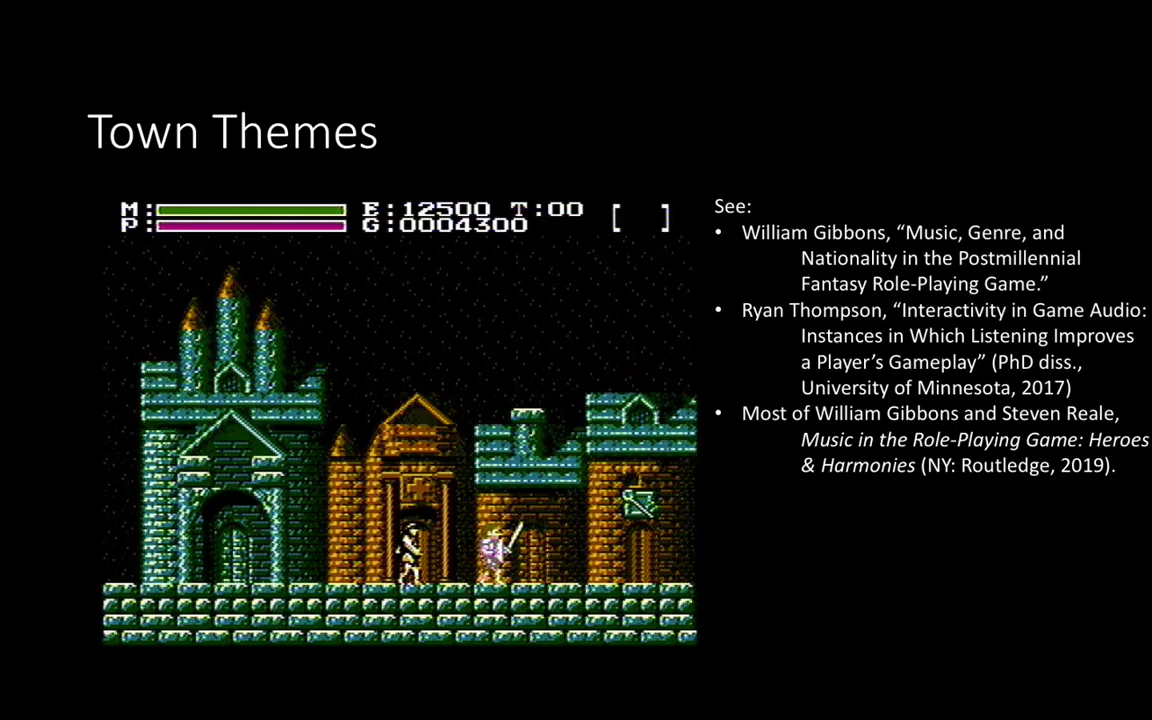 Town Themes
M: E:12500 T:00 [ ]
P: G:0004300
See:
• William Gibbons, “Music, Genre, and
Nationality in the Postmillennial
Fantasy Role-Playing Game.”
• Ryan Thompson, “Interactivity in Game Audio:
Instances in Which Listening Improves
a Player’s Gameplay” (PhD diss.,
University of Minnesota, 2017)
• Most of William Gibbons and Steven Reale,
Music in the Role-Playing Game: Heroes
& Harmonies (NY: Routledge, 2019).